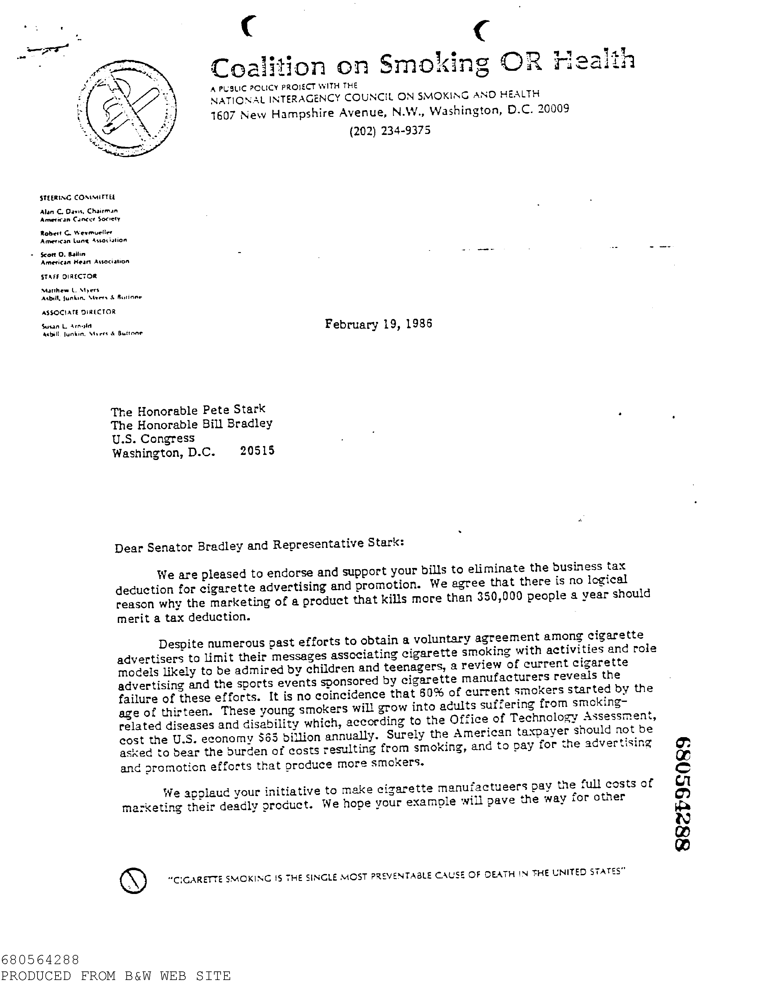 Coalition on Smoking OR Health
A PUBLIC POLICY PROJECT WITH THE
NATIONAL INTERAGENCY COUNCIL ON SMOKING AND HEALTH
1607 New Hampshire Avenue, N.W., Washington, D.C. 20009
(202) 234-9375
STEERING COMMITTEE
Alan C. Davis, Chairman
American Cancer Society
Robert G. Weymueller
American Lung Association
Scott D. Ballin
American Heart Association
STAFF DIRECTOR
Matthew L. Myers
Asbill, Junkin, Myers & Buffone
ASSOCIATE DIRECTOR
Susan L. Arnold
Asbill, Junkin, Myers & Buffone
February 19, 1986
The Honorable Pete Stark
The Honorable Bill Bradley
U.S. Congress
Washington, D.C. 20515
Dear Senator Bradley and Representative Stark:
We are pleased to endorse and support your bills to eliminate the business tax
deduction for cigarette advertising and promotion. We agree that there is no logical
reason why the marketing of a product that kills more than 350,000 people a year should
merit a tax deduction.
Despite numerous past efforts to obtain a voluntary agreement among cigarette
advertisers to limit their messages associating cigarette smoking with activities and role
models likely to be admired by children and teenagers, a review of current cigarette
advertising and the sports events sponsored by cigarette manufacturers reveals the
failure of these efforts. It is no coincidence that 60% of current smokers started by the
age of thirteen. These young smokers will grow into adults suffering from smoking-
related diseases and disability which, according to the Office of Technology Assessment,
cost the U.S. economy $65 billion annually. Surely the American taxpayer should not be
asked to bear the burden of costs resulting from smoking, and to pay for the advertising
and promotion efforts that produce more smokers.
We applaud your initiative to make cigarette manufactueers pay the full costs of
marketing their deadly product. We hope your example will pave the way for other
680564288
"CIGARETTE SMOKING IS THE SINGLE MOST PREVENTABLE CAUSE OF DEATH IN THE UNITED STATES"
680564288
PRODUCED FROM B&W WEB SITE